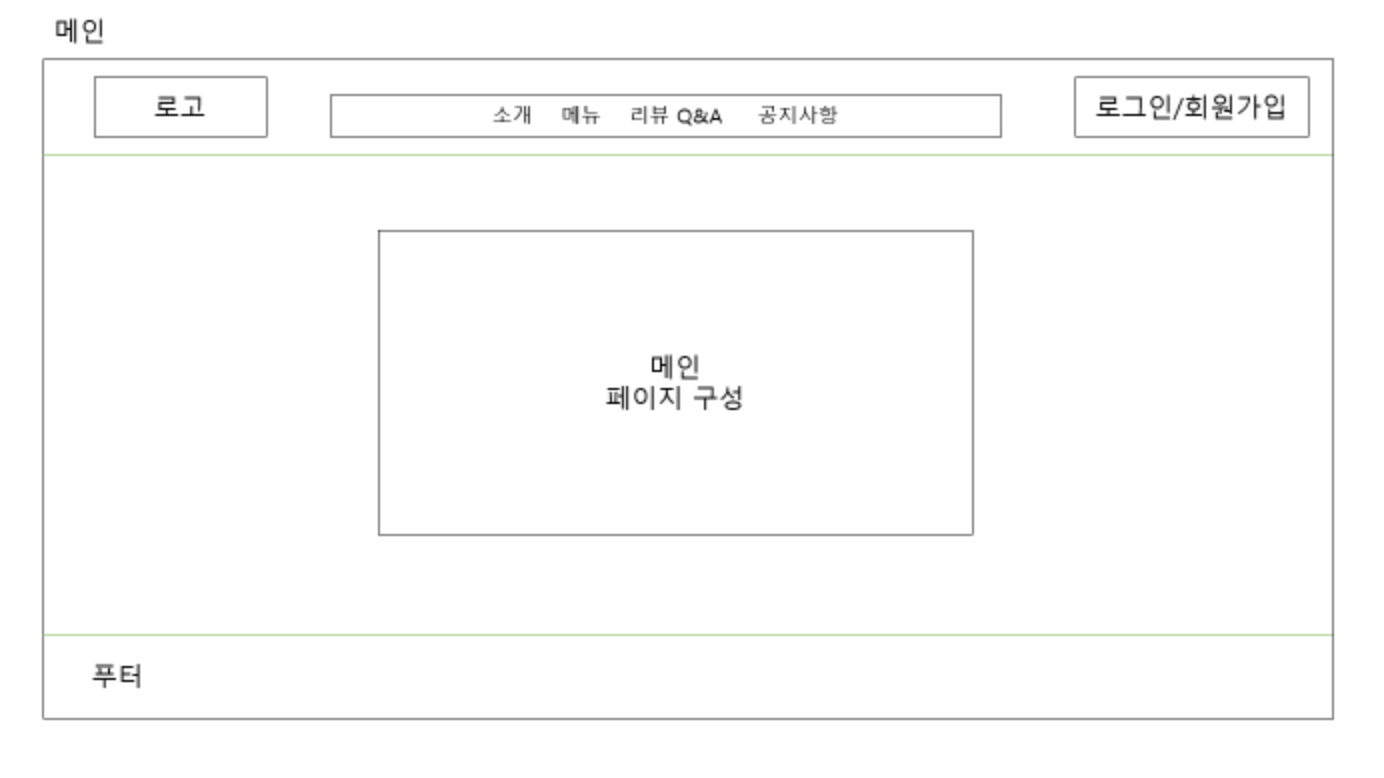 메인
로고
소개 메뉴 리뷰 Q&A 공지사항
로그인/회원가입
메인
페이지 구성
푸터